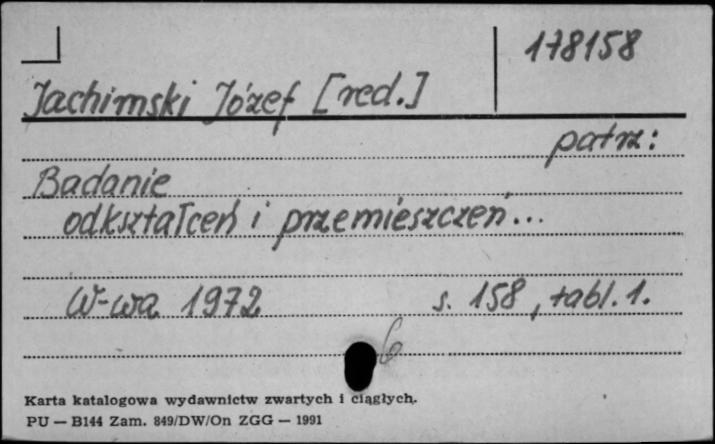 178158
Jachimski Józef [red.]
patrz:
Badanie
odkształceń i przemieszczeń...
W-wa 1972 s. 158, tabl. 1.
6
Karta katalogowa wydawnictw zwartych i ciągłych.
PU — B144 Zam. 849/DW/On ZGG — 1991